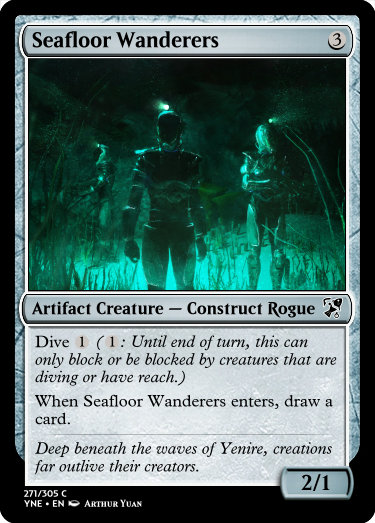 Seafloor Wanderers 3
Artifact Creature — Construct Rogue
Dive 1 ( 1 : Until end of turn, this can
only block or be blocked by creatures that are
diving or have reach.)
When Seafloor Wanderers enters, draw a
card.
Deep beneath the waves of Yenire, creations
far outlive their creators.
2/1
271/305 C
YNE • EN Arthur Yuan